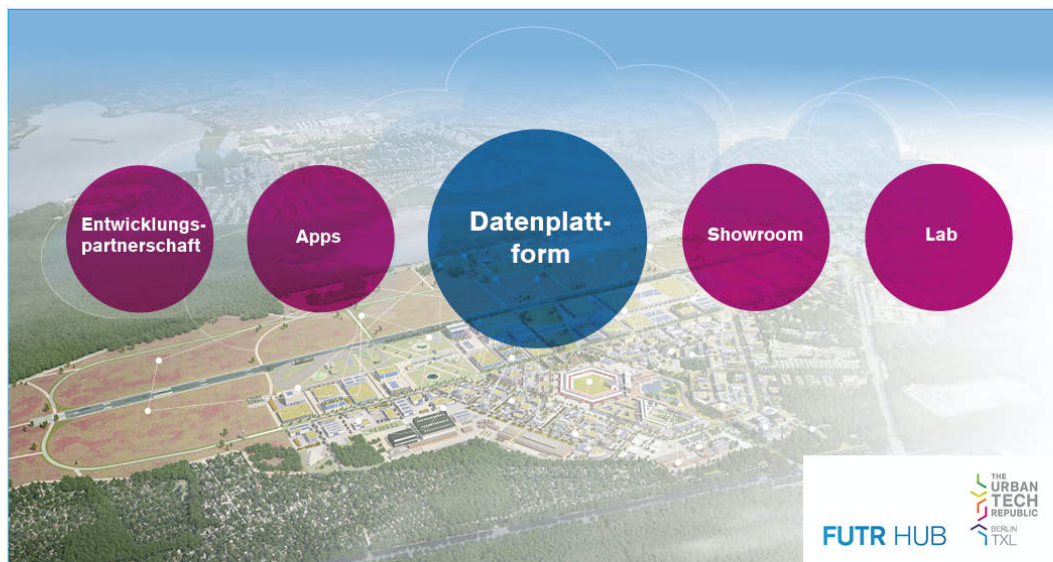 Entwicklungs-
partnerschaft
Apps
Datenplatt-
form
Showroom
Lab
FUTR HUB
THE
URBAN
TECH
REPUBLIC
BERLIN
TXL